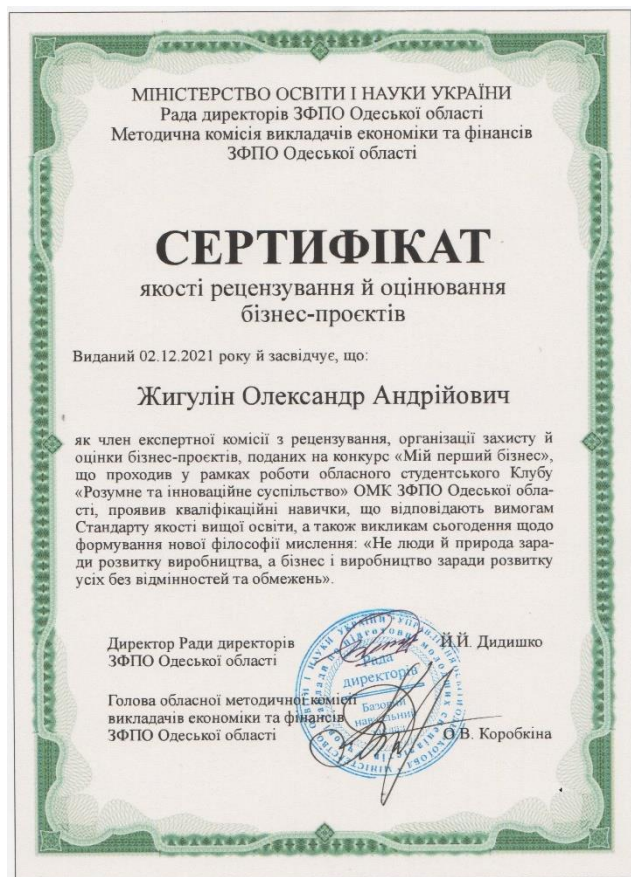 МІНІСТЕРСТВО ОСВІТИ І НАУКИ УКРАЇНИ
Рада директорів ЗФПО Одеської області
Методична комісія викладачів економіки та фінансів
ЗФПО Одеської області
СЕРТИФІКАТ
якості рецензування й оцінювання
бізнес-проєктів
Виданий 02.12.2021 року й засвідчує, що:
Жигулін Олександр Андрійович
як член експертної комісії з рецензування, організації захисту й
оцінки бізнес-проєктів, поданих на конкурс «Мій перший бізнес»,
що проходив у рамках роботи обласного студентського Клубу
«Розумне та інноваційне суспільство» ОМК ЗФПО Одеської обла-
сті, проявив кваліфікаційні навички, що відповідають вимогам
Стандарту якості вищої освіти, а також викликам сьогодення щодо
формування нової філософії мислення: «Не люди й природа зара-
ди розвитку виробництва, а бізнес і виробництво заради розвитку
усіх без відмінностей та обмежень».
Директор Ради директорів Й.Й. Дидишко
ЗФПО Одеської області
Голова обласної методичної комісії
викладачів економіки та фінансів
ЗФПО Одеської області О.В. Коробкіна
Рада
директорів
Базовий
навчальний